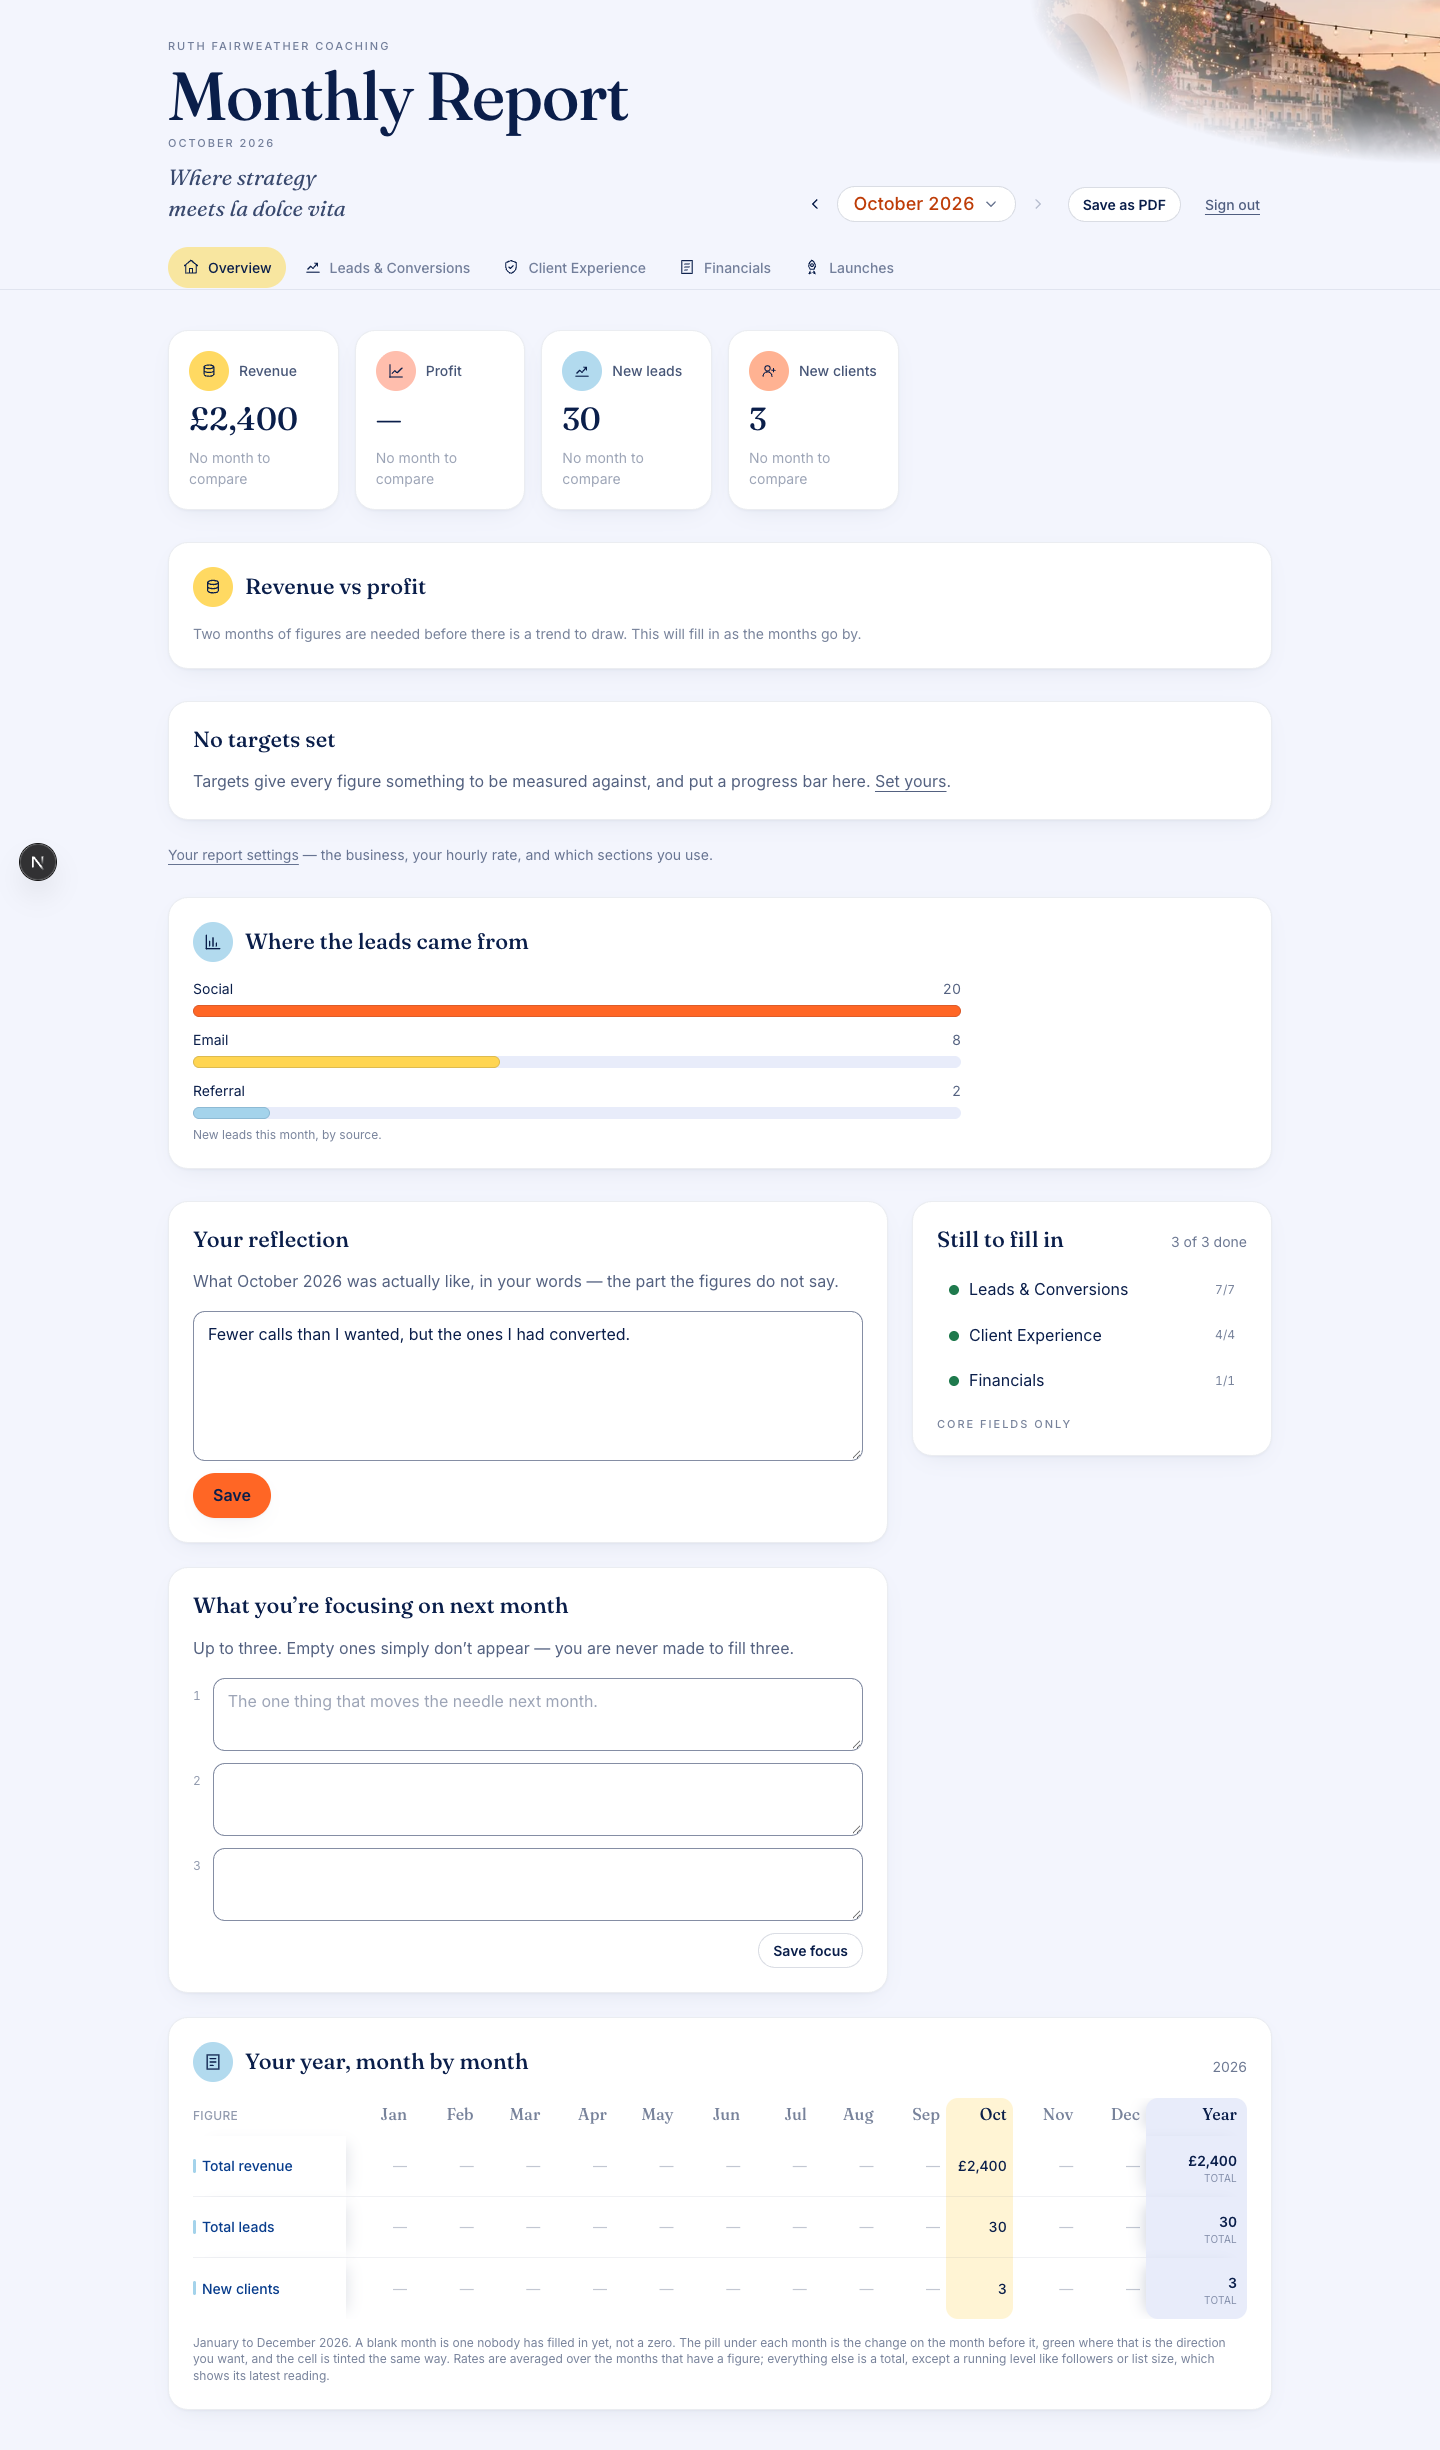 RUTH FAIRWEATHER COACHING
Monthly Report
OCTOBER 2026
Where strategy
meets la dolce vita
October 2026
Save as PDF
Sign out
Overview
Leads & Conversions
Client Experience
Financials
Launches
Revenue
£2,400
No month to
compare
Profit
—
No month to
compare
New leads
30
No month to
compare
New clients
3
No month to
compare
Revenue vs profit
Two months of figures are needed before there is a trend to draw. This will fill in as the months go by.
No targets set
Targets give every figure something to be measured against, and put a progress bar here. Set yours.
Your report settings — the business, your hourly rate, and which sections you use.
N
Where the leads came from
Social 20
Email 8
Referral 2
New leads this month, by source.
Your reflection
What October 2026 was actually like, in your words — the part the figures do not say.
Fewer calls than I wanted, but the ones I had converted.
Save
Still to fill in 3 of 3 done
Leads & Conversions 7/7
Client Experience 4/4
Financials 1/1
CORE FIELDS ONLY
What you’re focusing on next month
Up to three. Empty ones simply don’t appear — you are never made to fill three.
1 The one thing that moves the needle next month.
2
3
Save focus
Your year, month by month 2026
FIGURE Jan Feb Mar Apr May Jun Jul Aug Sep Oct Nov Dec Year
Total revenue — — — — — — — — — £2,400 — — £2,400
TOTAL
Total leads — — — — — — — — — 30 — — 30
TOTAL
New clients — — — — — — — — — 3 — — 3
TOTAL
January to December 2026. A blank month is one nobody has filled in yet, not a zero. The pill under each month is the change on the month before it, green where that is the direction
you want, and the cell is tinted the same way. Rates are averaged over the months that have a figure; everything else is a total, except a running level like followers or list size, which
shows its latest reading.